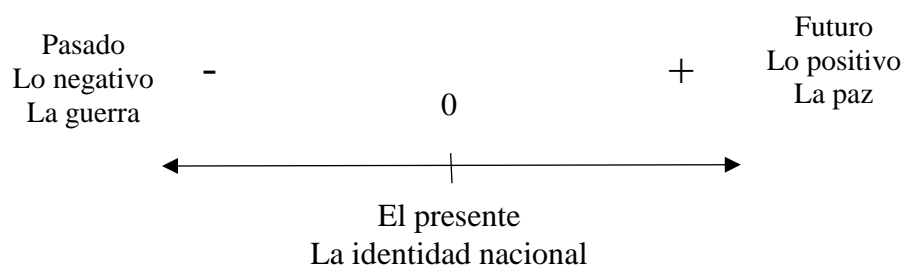 Pasado
Lo negativo
La guerra
-
0
+
Futuro
Lo positivo
La paz
El presente
La identidad nacional